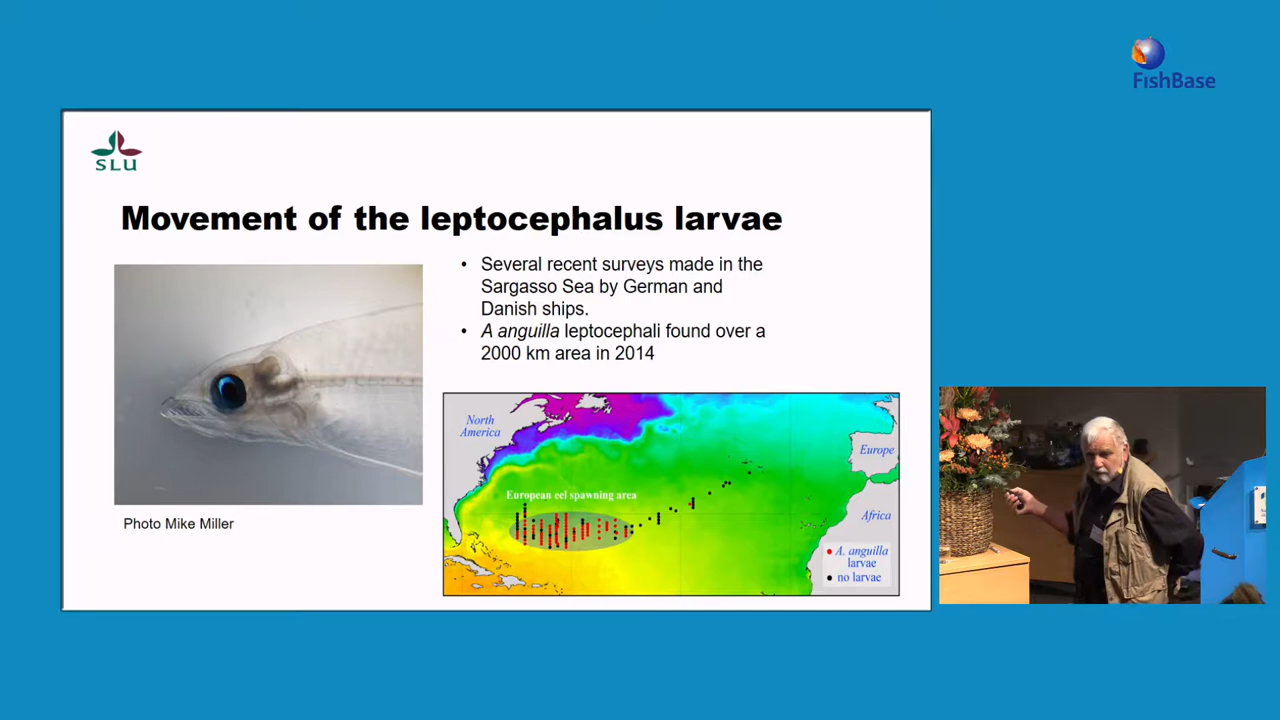 FishBase
SLU
Movement of the leptocephalus larvae
• Several recent surveys made in the
Sargasso Sea by German and
Danish ships.
• A anguilla leptocephali found over a
2000 km area in 2014
Photo Mike Miller
North
America
Europe
European eel spawning area
Africa
A. anguilla
larvae
no larvae